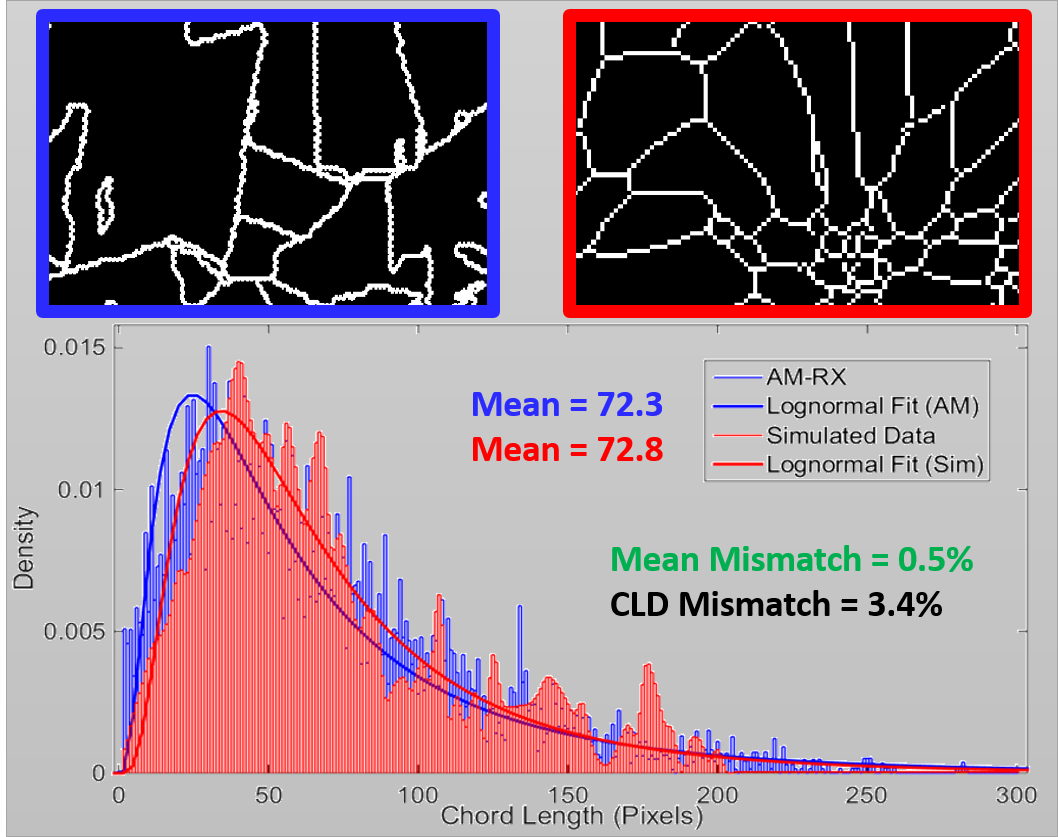 0.015
0.01
0.005
0
Density
AM-RX
Lognormal Fit (AM)
Simulated Data
Lognormal Fit (Sim)
Mean = 72.3
Mean = 72.8
Mean Mismatch = 0.5%
CLD Mismatch = 3.4%
0 50 100 150 200 250 300
Chord Length (Pixels)